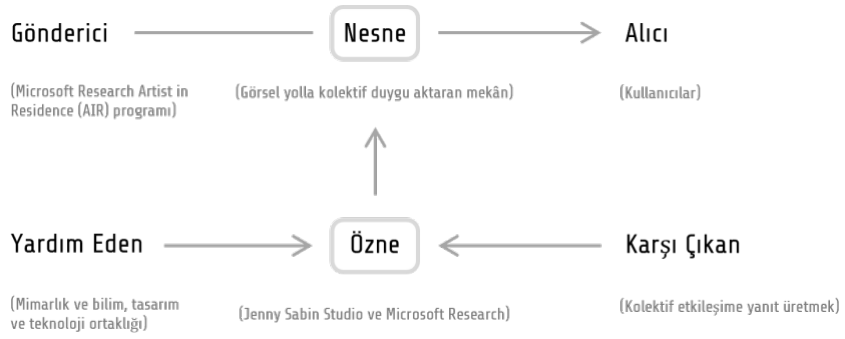 Gönderici
Nesne
Alıcı
(Microsoft Research Artist in
Residence (AIR) programı)
(Görsel yolla kolektif duygu aktaran mekân)
(Kullanıcılar)
Yardım Eden
Özne
Karşı Çıkan
(Mimarlık ve bilim, tasarım
ve teknoloji ortaklığı)
(Jenny Sabin Studio ve Microsoft Research)
(Kolektif etkileşime yanıt üretmek)